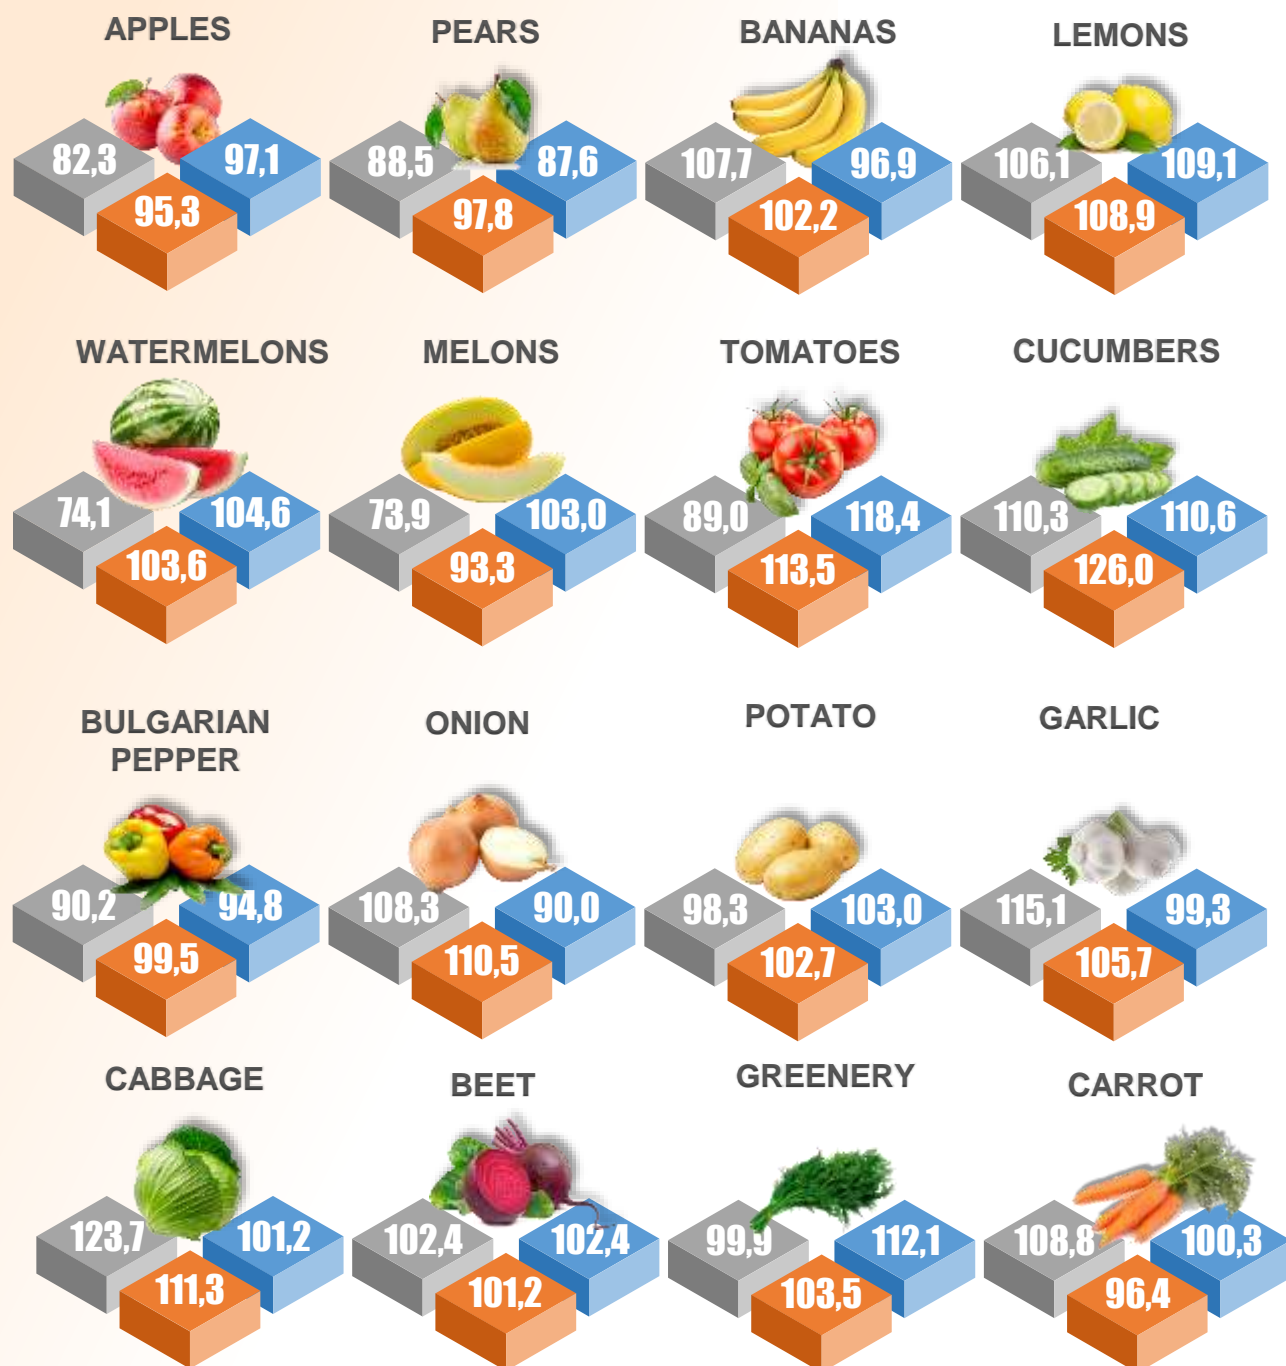 APPLES
PEARS
BANANAS
LEMONS
82,3
97,1
95,3
88,5
87,6
97,8
107,7
96,9
102,2
106,1
109,1
108,9
WATERMELONS
MELONS
TOMATOES
CUCUMBERS
74,1
104,6
103,6
73,9
103,0
93,3
89,0
118,4
113,5
110,3
110,6
126,0
BULGARIAN
PEPPER
ONION
POTATO
GARLIC
90,2
94,8
99,5
108,3
90,0
110,5
98,3
103,0
102,7
115,1
99,3
105,7
CABBAGE
BEET
GREENERY
CARROT
123,7
101,2
111,3
102,4
102,4
101,2
99,9
112,1
103,5
108,8
100,3
96,4